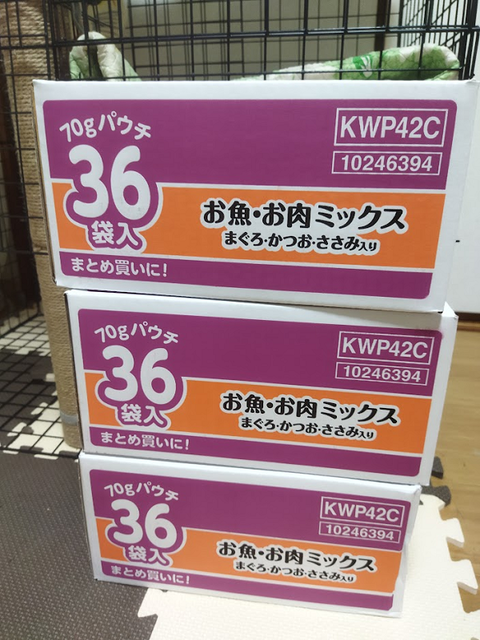 70gパウチ
36
袋入
まとめ買いに!
KWP42C
10246394
お魚・お肉ミックス
まぐろ・かつお・ささみ入り
70gパウチ
36
袋入
まとめ買いに!
KWP42C
10246394
お魚・お肉ミックス
まぐろ・かつお・ささみ入り
70gパウチ
36
袋入
まとめ買いに!
KWP42C
10246394
お魚・お肉ミックス
まぐろ・かつお・ささみ入り